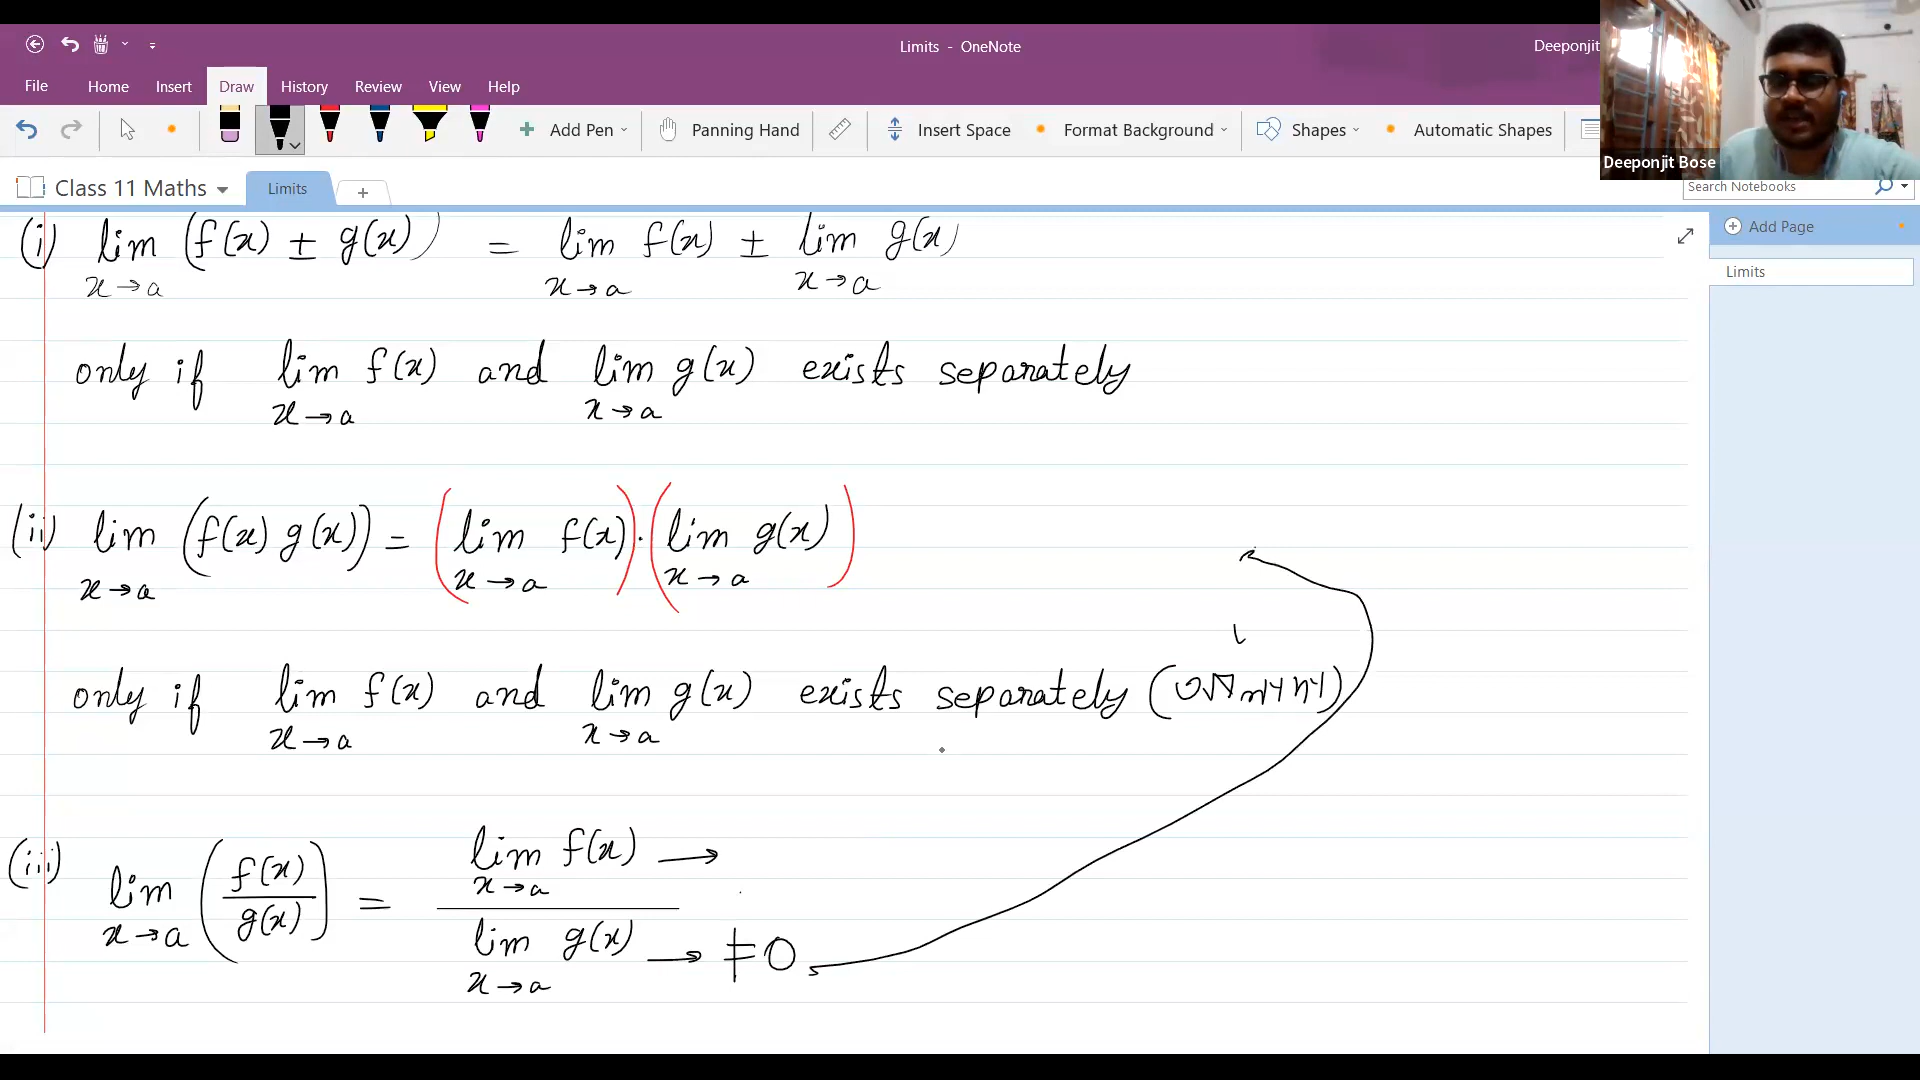 Limits - OneNote
Deeponjit
File Home Insert Draw History Review View Help
Add Pen Panning Hand Insert Space Format Background Shapes Automatic Shapes
Deeponjit Bose
Class 11 Maths Limits +
Search Notebooks
Add Page
Limits
(i) lim x→a (f(x) ± g(x)) = lim x→a f(x) ± lim x→a g(x)
only if lim x→a f(x) and lim x→a g(x) exists separately
(ii) lim x→a (f(x) g(x)) = (lim x→a f(x)) · (lim x→a g(x))
only if lim x→a f(x) and lim x→a g(x) exists separately
(iii) lim x→a (f(x)/g(x)) = lim x→a f(x) → / lim x→a g(x) → ≠ 0